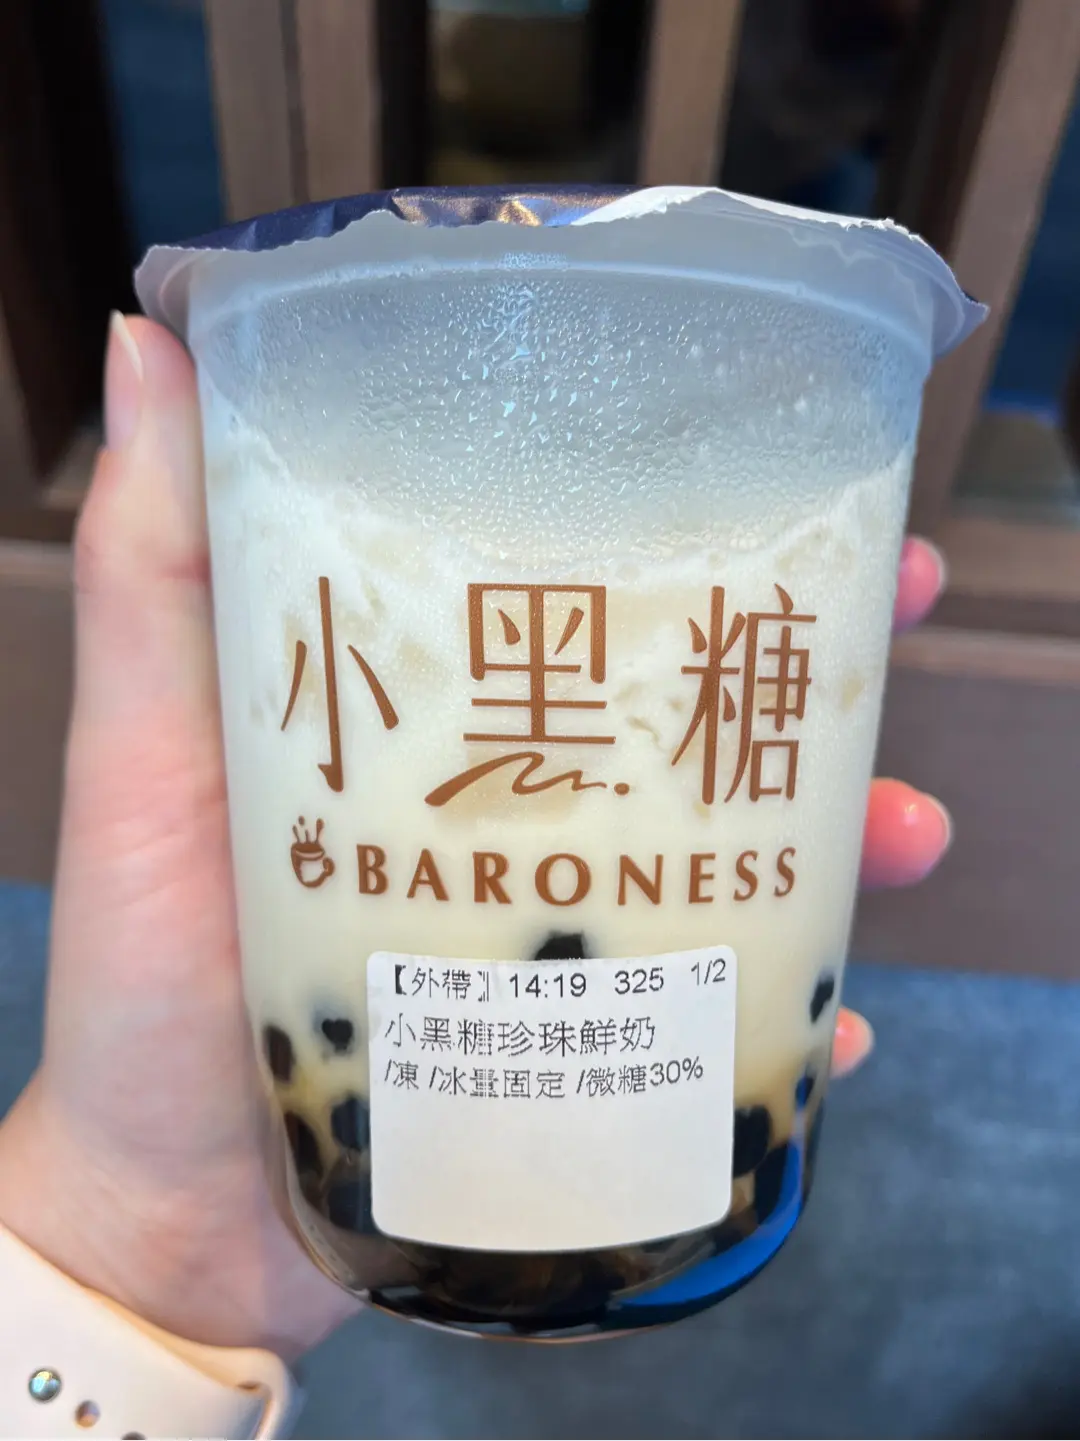 小黑糖
BARONESS
【外帶】 14:19 325 1/2
小黑糖珍珠鮮奶
/凍 /冰量固定 /微糖30%